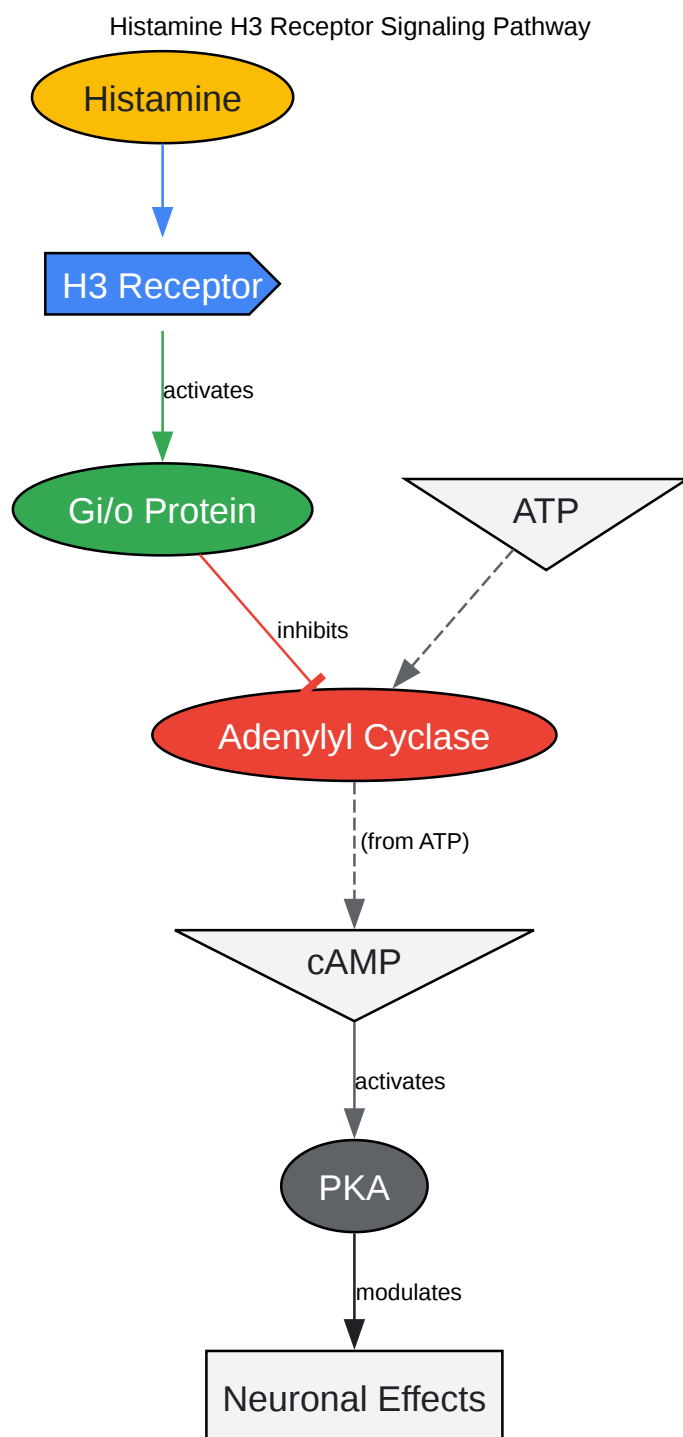 Histamine H3 Receptor Signaling Pathway
Histamine
H3 Receptor
activates
Gi/o Protein
ATP
inhibits
Adenylyl Cyclase
(from ATP)
cAMP
activates
PKA
modulates
Neuronal Effects